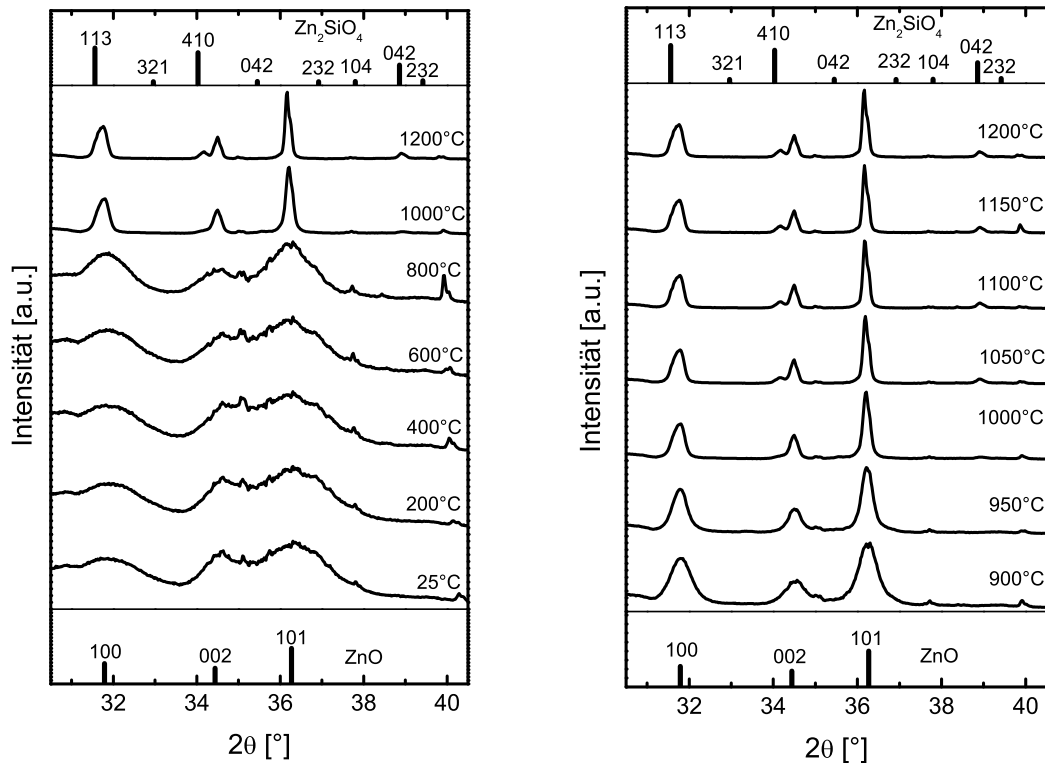 Zn2SiO4
113 321 410 042 232 104 042 232
1200°C
1000°C
800°C
600°C
400°C
200°C
25°C
100 002 101 ZnO
32 34 36 38 40
2θ [°]
Intensität [a.u.]
Zn2SiO4
113 321 410 042 232 104 042 232
1200°C
1150°C
1100°C
1050°C
1000°C
950°C
900°C
100 002 101 ZnO
32 34 36 38 40
2θ [°]
Intensität [a.u.]